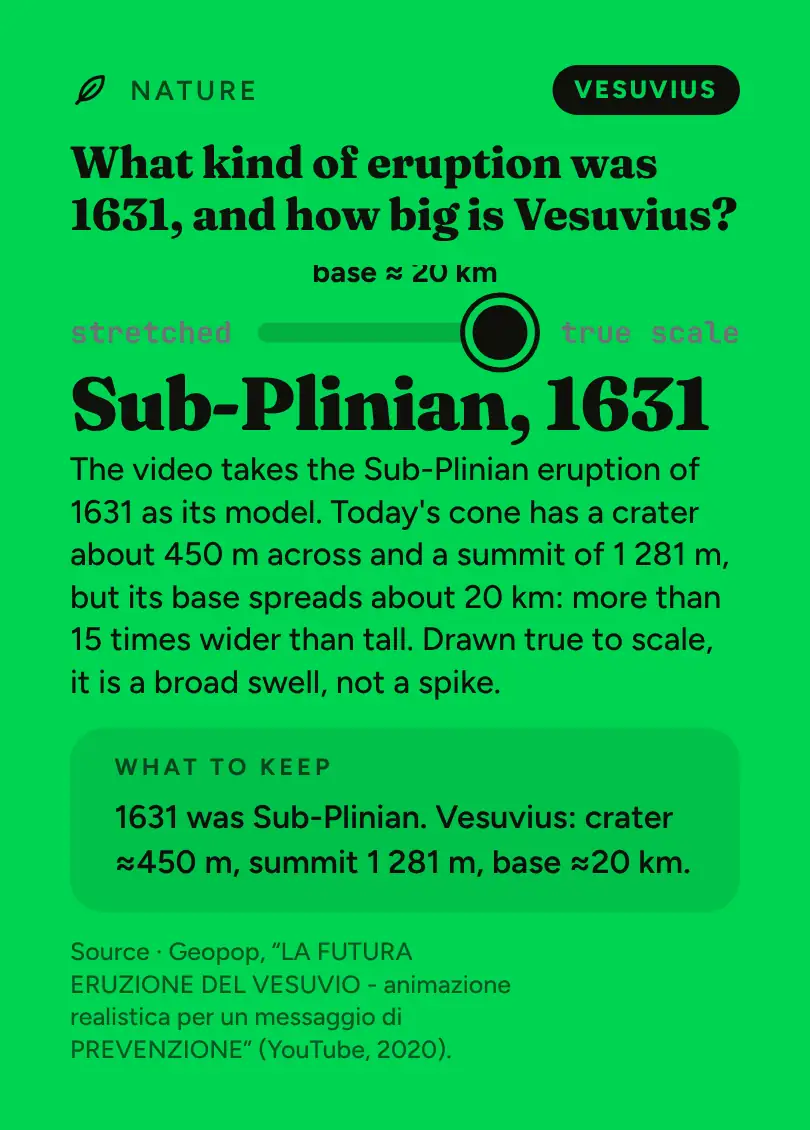 NATURE
VESUVIUS
What kind of eruption was
1631, and how big is Vesuvius?
base ≈ 20 km
stretched
true scale
Sub-Plinian, 1631
The video takes the Sub-Plinian eruption of
1631 as its model. Today's cone has a crater
about 450 m across and a summit of 1 281 m,
but its base spreads about 20 km: more than
15 times wider than tall. Drawn true to scale,
it is a broad swell, not a spike.
WHAT TO KEEP
1631 was Sub-Plinian. Vesuvius: crater
≈450 m, summit 1 281 m, base ≈20 km.
Source · Geopop, “LA FUTURA
ERUZIONE DEL VESUVIO - animazione
realistica per un messaggio di
PREVENZIONE” (YouTube, 2020).